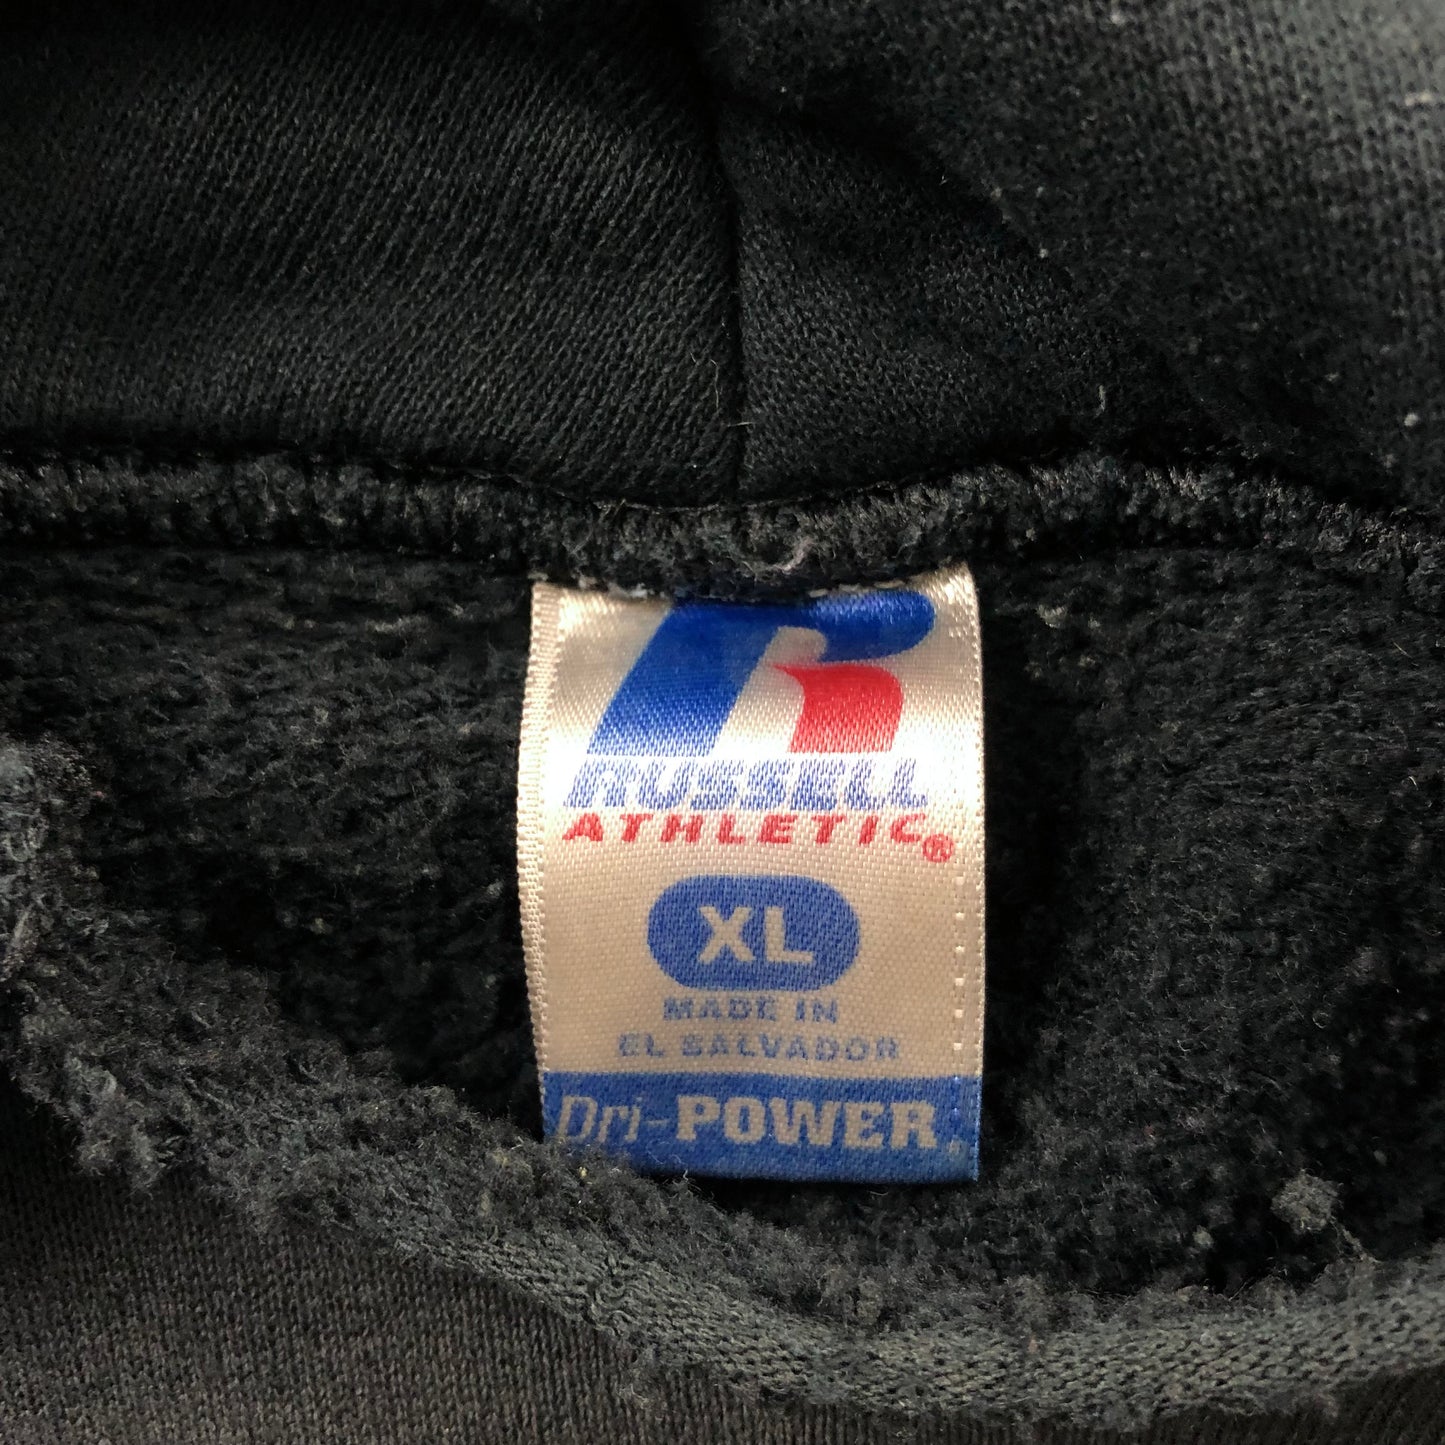 R
RUSSELL
ATHLETIC®
XL
MADE IN
EL SALVADOR
Dri-POWER®